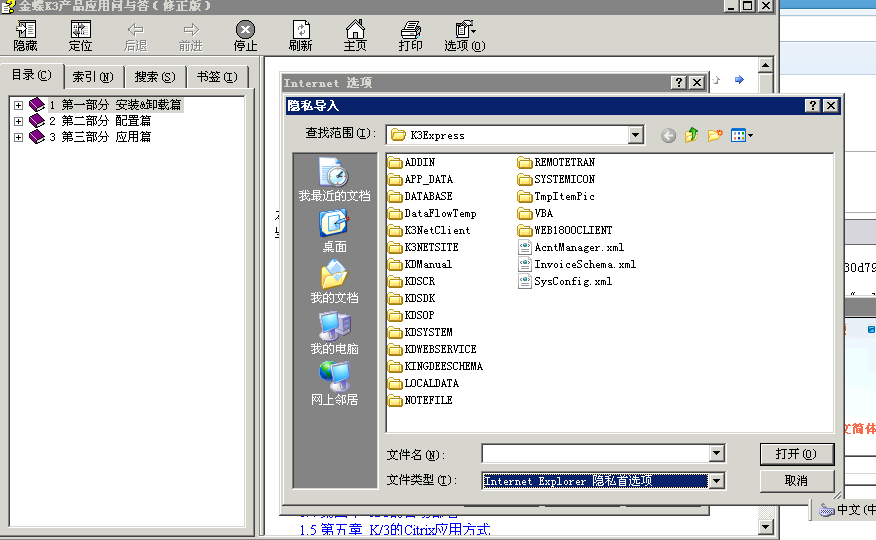 金蝶K3产品应用问与答(修正版)
隐藏 定位 后退 前进 停止 刷新 主页 打印 选项(O)
目录(C) 索引(N) 搜索(S) 书签(I)
1 第一部分 安装&卸载篇
2 第二部分 配置篇
3 第三部分 应用篇
Internet 选项
隐私导入
查找范围(I): K3Express
我最近的文档
桌面
我的文档
我的电脑
网上邻居
ADDIN
APP_DATA
DATABASE
DataFlowTemp
K3NetClient
K3NETSITE
KDManual
KDSCR
KDSDK
KDSOP
KDSYSTEM
KDWEBSERVICE
KINGDEESCHEMA
LOCALDATA
NOTEFILE
REMOTETRAN
SYSTEMICON
TmpItemPic
VBA
WEB1800CLIENT
AcntManager.xml
InvoiceSchema.xml
SysConfig.xml
文件名(N): 打开(O)
文件类型(T): Internet Explorer 隐私首选项 取消
1.5 第五章 K/3的Citrix应用方式
30d79
文简体
中文(中